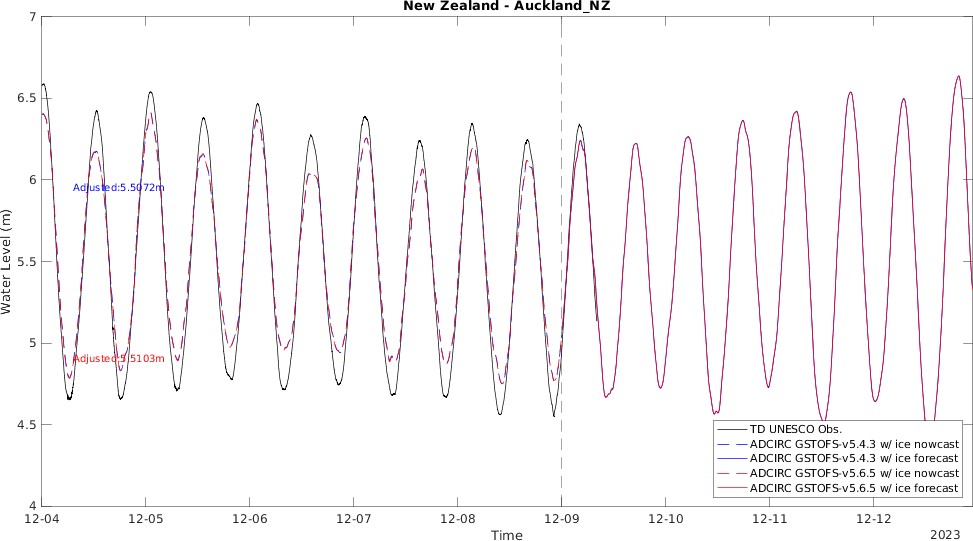 New Zealand - Auckland_NZ
7
6.5
6
5.5
5
4.5
4
Water Level (m)
Adjusted:5.5072m
Adjusted:5.5103m
TD UNESCO Obs.
ADCIRC GSTOFS-v5.4.3 w/ ice nowcast
ADCIRC GSTOFS-v5.4.3 w/ ice forecast
ADCIRC GSTOFS-v5.6.5 w/ ice nowcast
ADCIRC GSTOFS-v5.6.5 w/ ice forecast
12-04 12-05 12-06 12-07 12-08 12-09 12-10 12-11 12-12
Time
2023